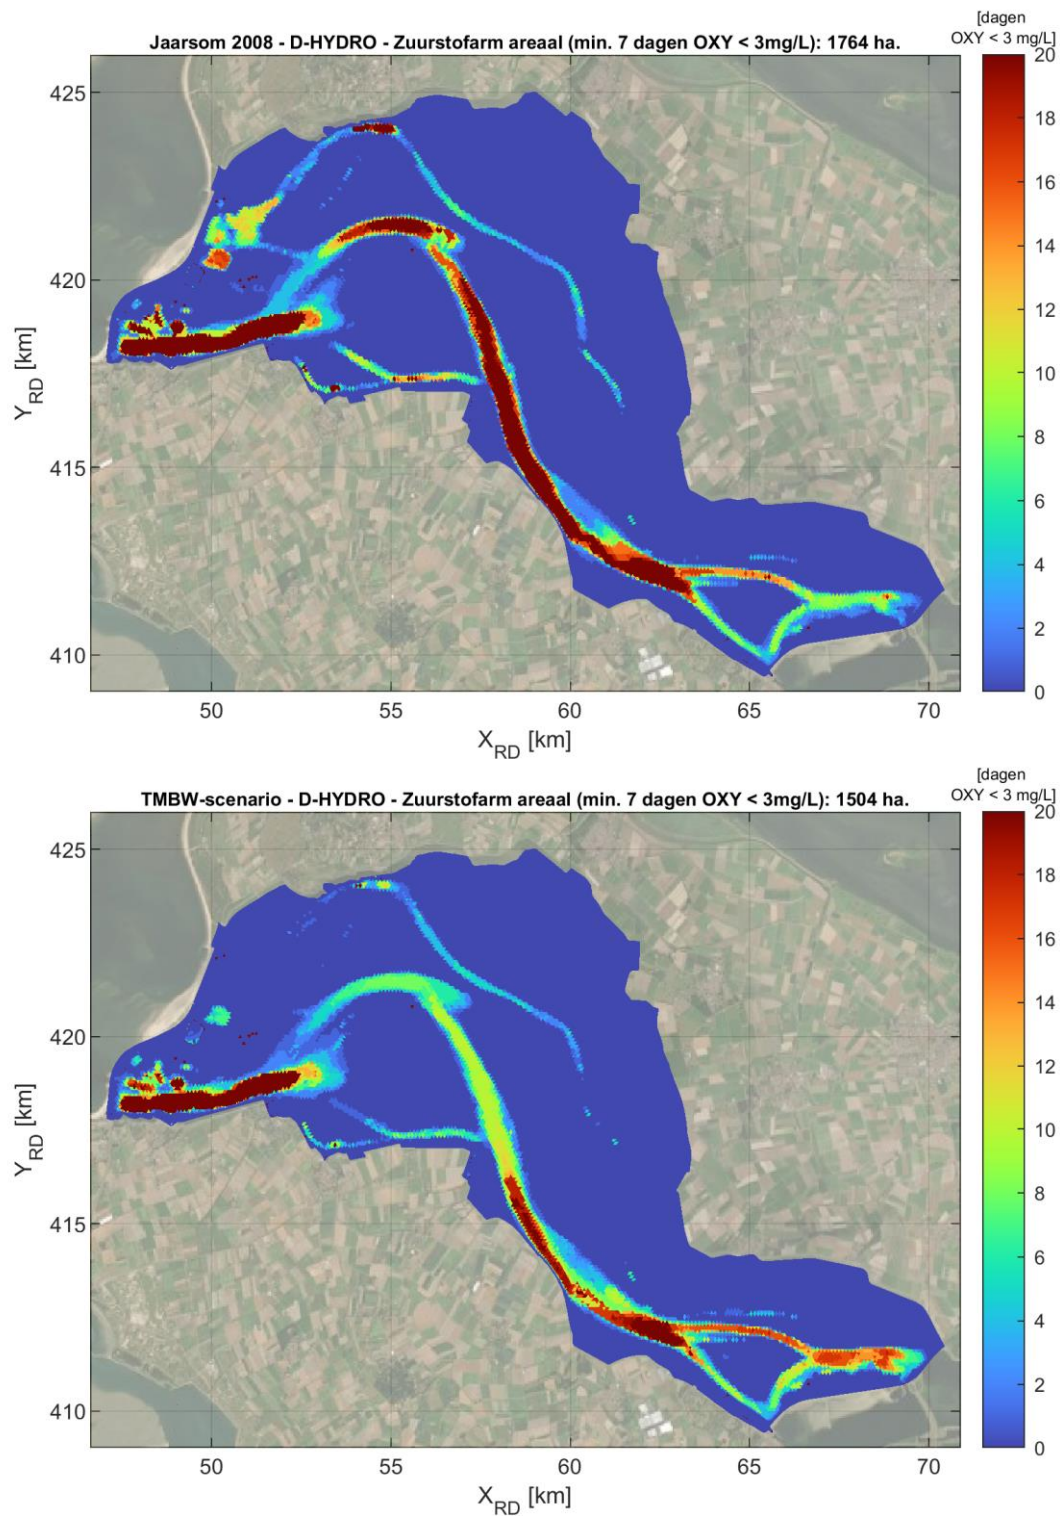 [dagen
OXY < 3 mg/L]
Jaarsom 2008 - D-HYDRO - Zuurstofarm areaal (min. 7 dagen OXY < 3mg/L): 1764 ha.
20
18
16
14
12
10
8
6
4
2
0
425
420
415
410
Y_RD [km]
50 55 60 65 70
X_RD [km]
[dagen
OXY < 3 mg/L]
TMBW-scenario - D-HYDRO - Zuurstofarm areaal (min. 7 dagen OXY < 3mg/L): 1504 ha.
20
18
16
14
12
10
8
6
4
2
0
425
420
415
410
Y_RD [km]
50 55 60 65 70
X_RD [km]